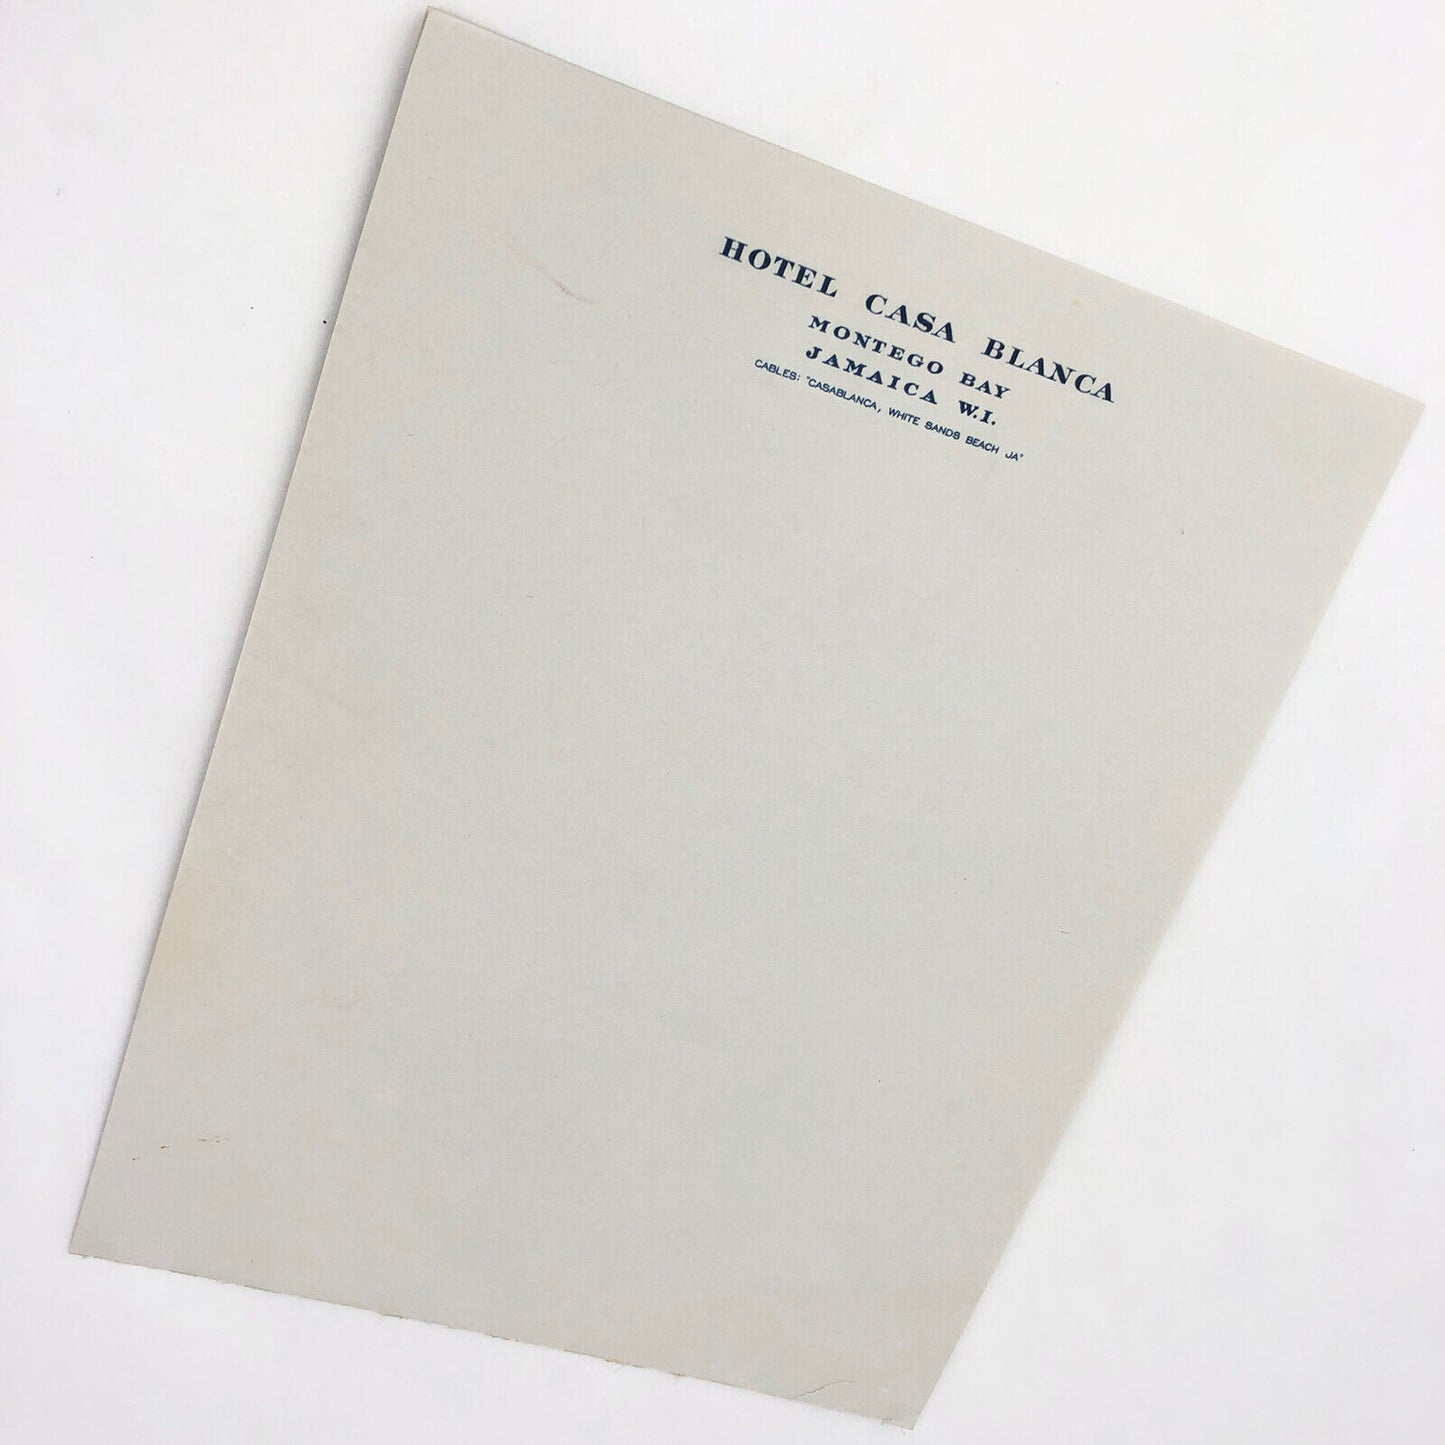 HOTEL CASA BLANCA
MONTEGO BAY
JAMAICA W.I.
CABLES: "CASABLANCA, WHITE SANDS BEACH JA"